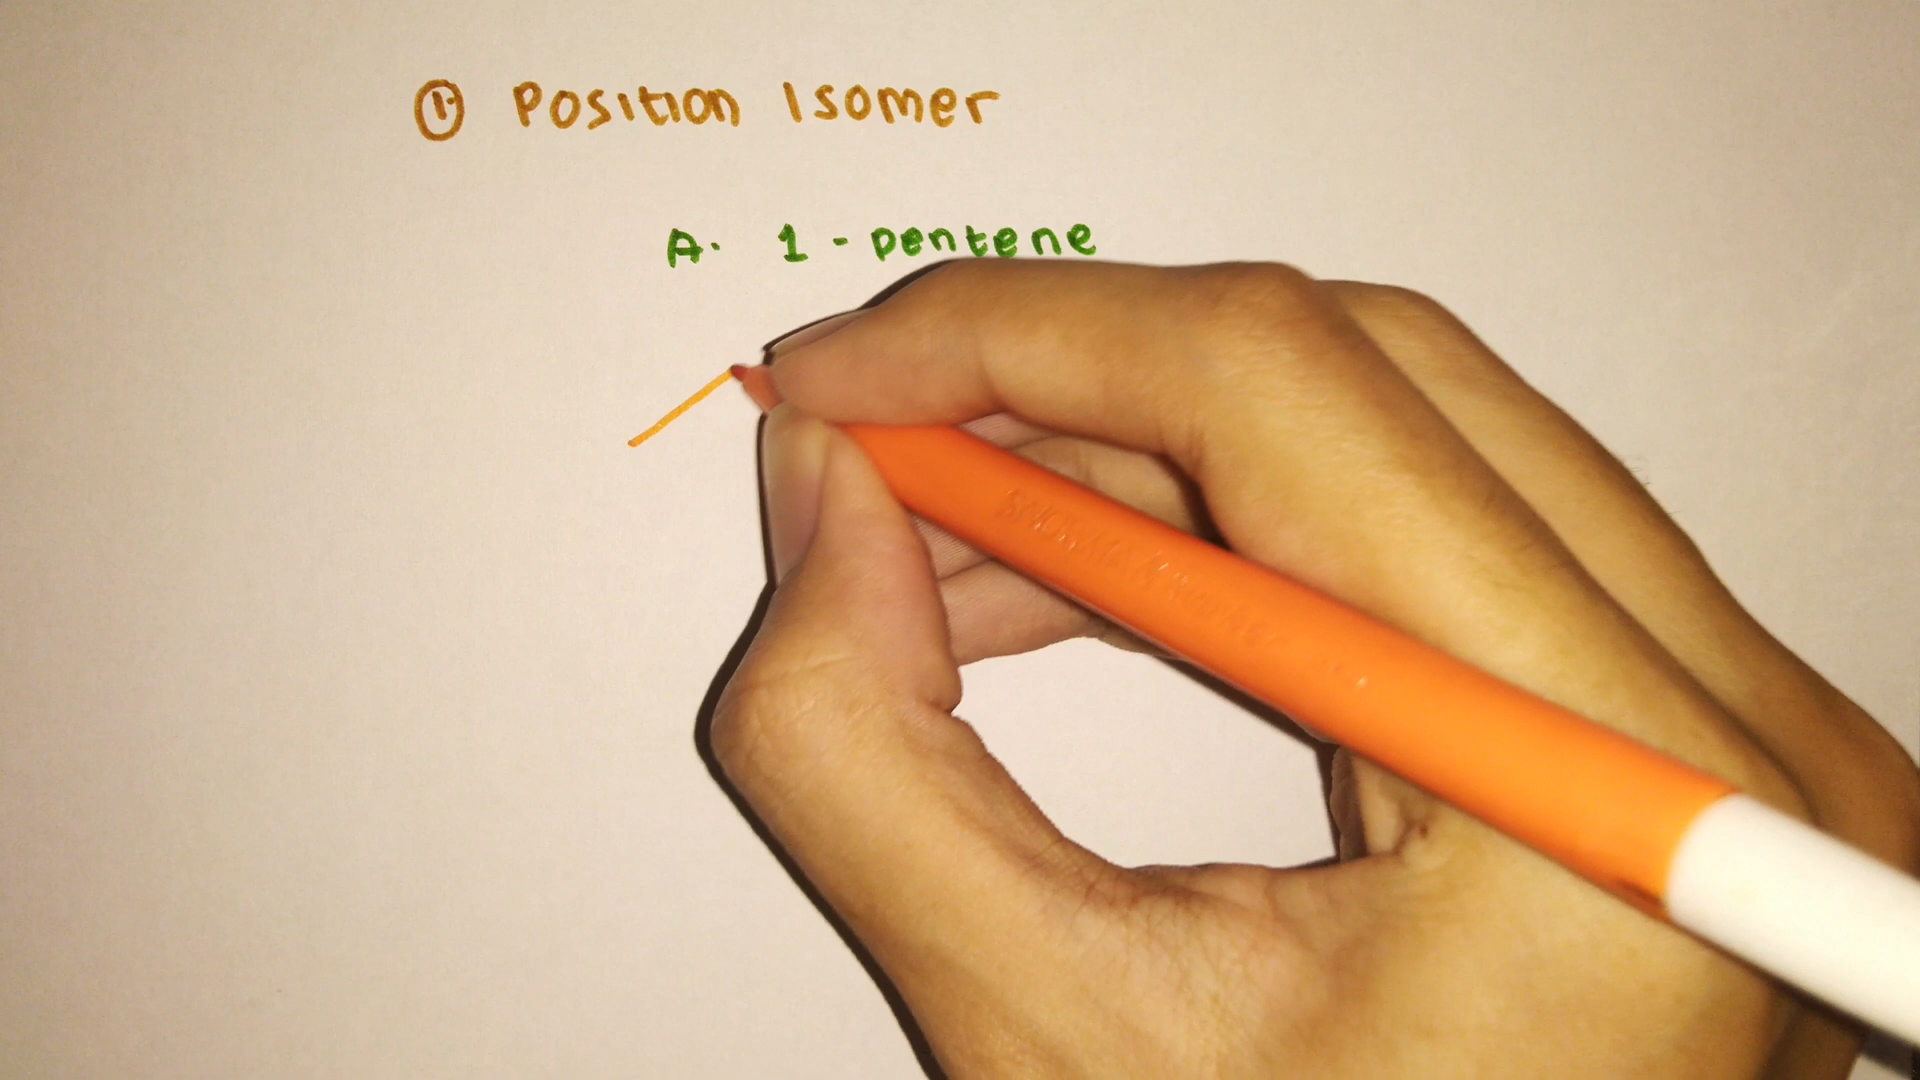 ① Position Isomer
A. 1 - pentene